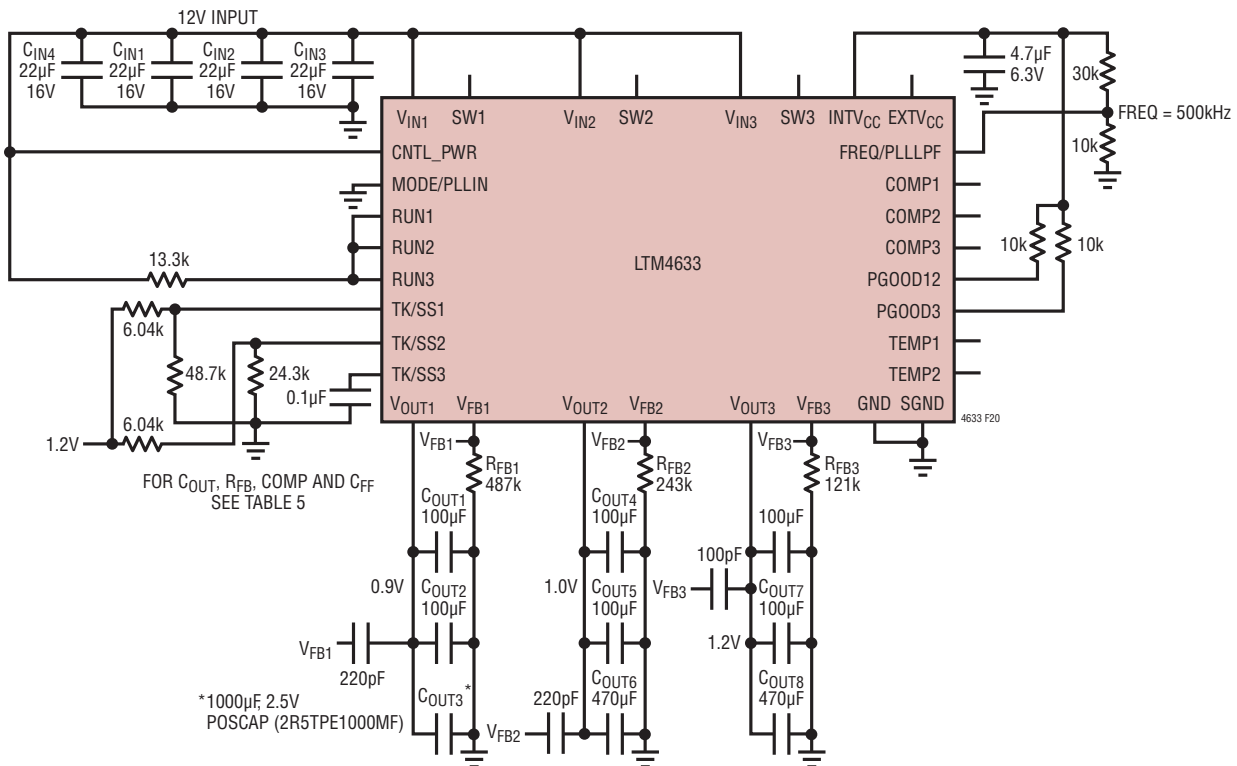 12V INPUT
CIN4
22µF
16V
CIN1
22µF
16V
CIN2
22µF
16V
CIN3
22µF
16V
4.7µF
6.3V
30k
FREQ = 500kHz
10k
VIN1
SW1
VIN2
SW2
VIN3
SW3
INTVCC
EXTVCC
CNTL_PWR
FREQ/PLLLPF
MODE/PLLIN
COMP1
RUN1
COMP2
RUN2
COMP3
10k
10k
LTM4633
13.3k
RUN3
PGOOD12
TK/SS1
PGOOD3
6.04k
TK/SS2
TEMP1
48.7k
24.3k
TK/SS3
TEMP2
0.1µF
VOUT1
VFB1
VOUT2
VFB2
VOUT3
VFB3
GND
SGND
4633 F20
1.2V
6.04k
VFB1
VFB2
VFB3
FOR COUT, RFB, COMP AND CFF
SEE TABLE 5
RFB1
487k
RFB2
243k
RFB3
121k
COUT1
100µF
COUT4
100µF
100µF
100pF
0.9V
COUT2
100µF
1.0V
COUT5
100µF
VFB3
COUT7
100µF
1.2V
VFB1
220pF
COUT3*
220pF
COUT6
470µF
COUT8
470µF
VFB2
*1000µF, 2.5V
POSCAP (2R5TPE1000MF)